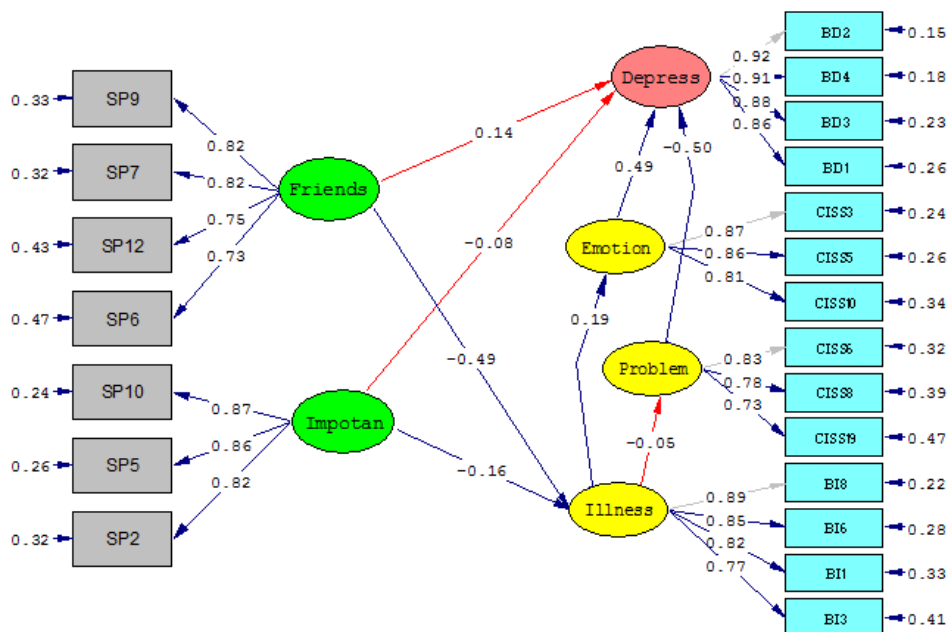 BD2
0.15
0.92
Depress
BD4
0.18
0.91
0.33
SP9
0.88
BD3
0.23
0.14
0.86
0.82
BD1
0.26
0.49
-0.50
0.32
SP7
0.82
Friends
CISS3
0.24
0.75
0.87
0.43
SP12
-0.08
Emotion
0.86
CISS5
0.26
0.73
0.81
CISS10
0.34
0.47
SP6
0.19
CISS6
0.32
-0.49
0.83
Problem
0.24
SP10
0.78
CISS8
0.39
0.87
0.73
Impotan
CISS19
0.47
0.86
-0.05
0.26
SP5
-0.16
0.82
BI8
0.22
0.89
Illness
0.85
BI6
0.28
0.32
SP2
0.82
0.77
BI1
0.33
BI3
0.41